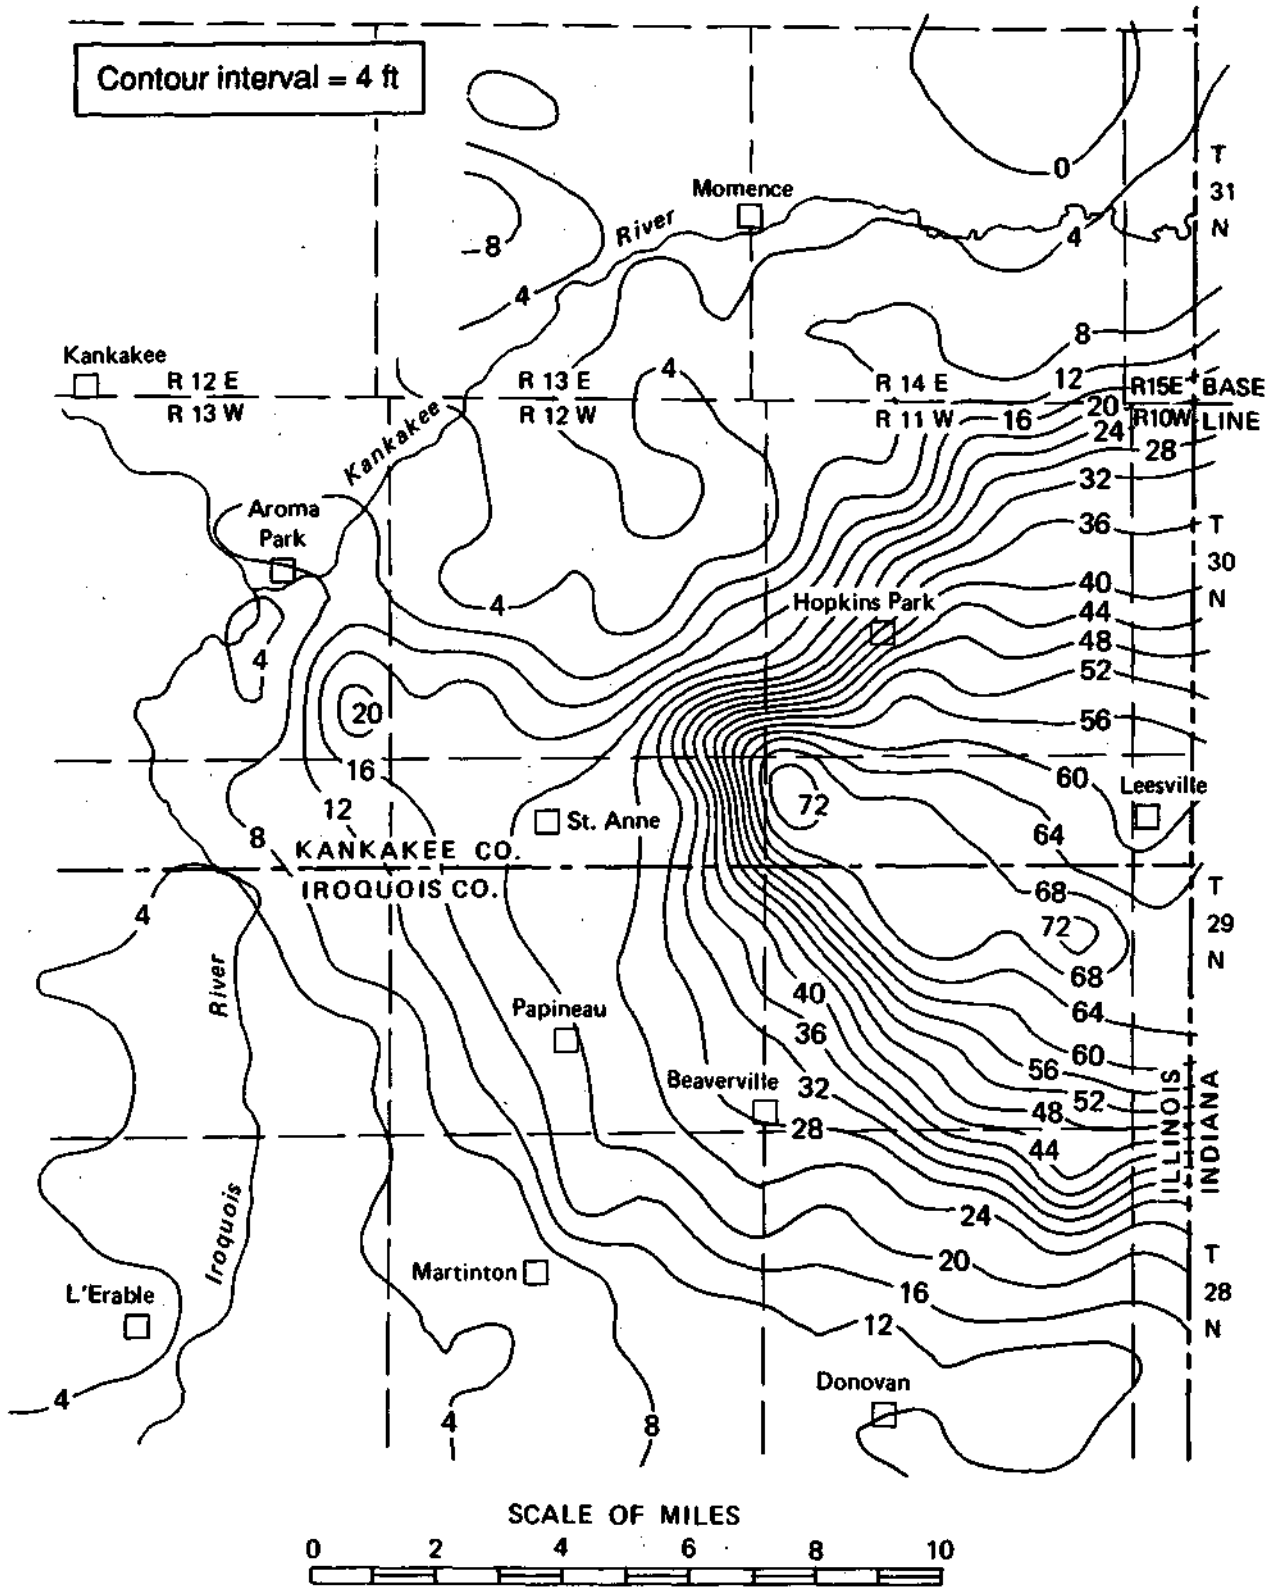 Contour interval = 4 ft
0
T
31
N
Momence
River
8
4
4
8
Kankakee
R 12 E
R 13 E
4
R 14 E
12
R15E
BASE
R 13 W
R 12 W
R 11 W
16
20
R10W
LINE
Kankakee
24
28
32
Aroma
Park
36
T
30
N
4
Hopkins Park
40
44
48
4
52
20
56
16
60
Leesville
12
72
St. Anne
64
8
KANKAKEE CO.
IROQUOIS CO.
68
T
29
N
4
72
River
68
40
Papineau
64
36
60
56
Beaverville
32
52
48
28
44
ILLINOIS
INDIANA
Iroquois
24
T
28
N
20
Martinton
L'Erable
16
12
Donovan
4
4
8
SCALE OF MILES
0 2 4 6 8 10